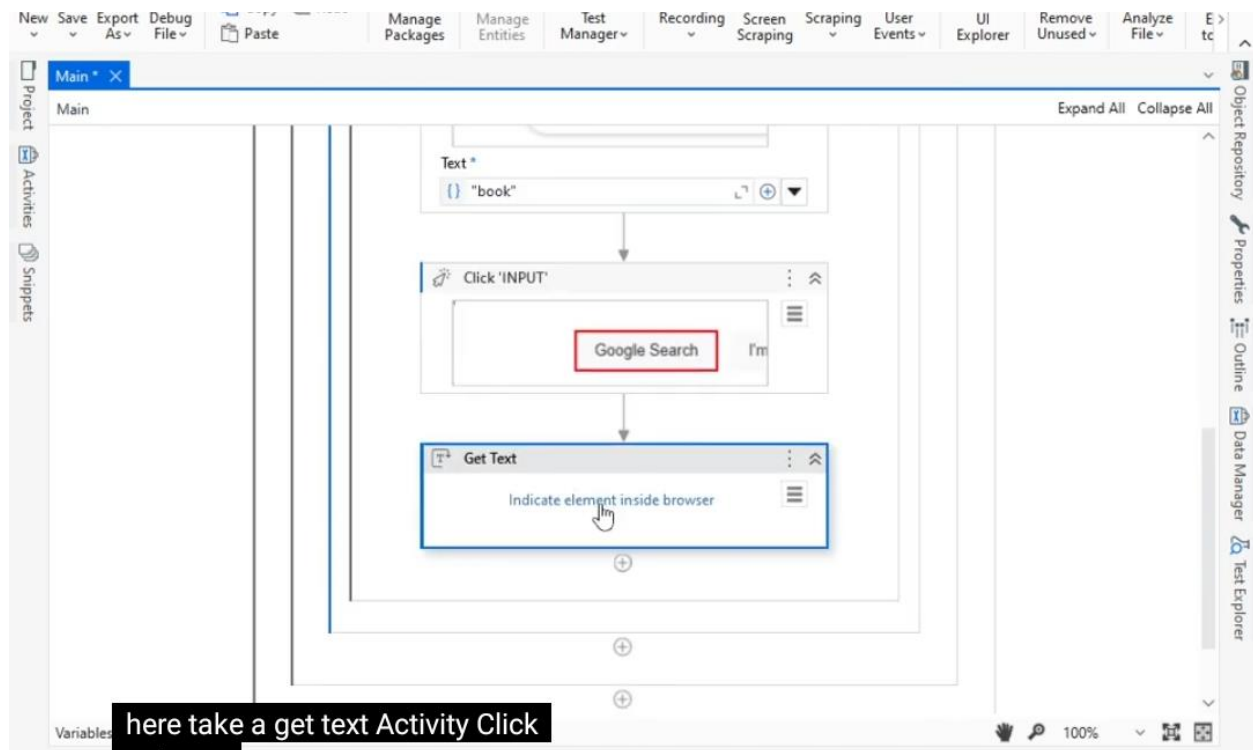 New Save Export Debug Manage Manage Test Recording Screen Scraping User UI Remove Analyze
As File Paste Packages Entities Manager Scraping Events Explorer Unused File
Main * ×
Main Expand All Collapse All
Project
Activities
Snippets
Text *
{} "book"
Click 'INPUT'
Google Search I'm
Get Text
Indicate element inside browser
Object Repository
Properties
Outline
Data Manager
Test Explorer
here take a get text Activity Click
Variables 100%